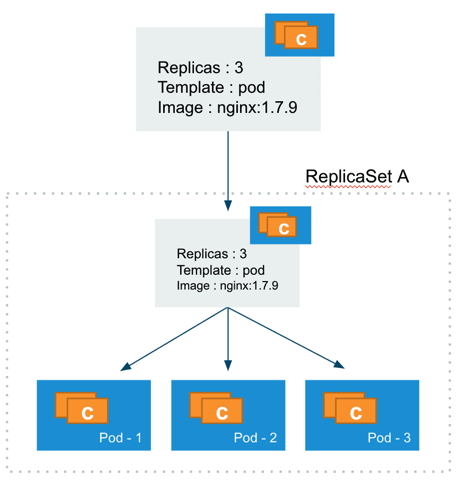 C
Replicas : 3
Template : pod
Image : nginx:1.7.9
ReplicaSet A
C
Replicas : 3
Template : pod
Image : nginx:1.7.9
C
C
C
Pod - 1
Pod - 2
Pod - 3